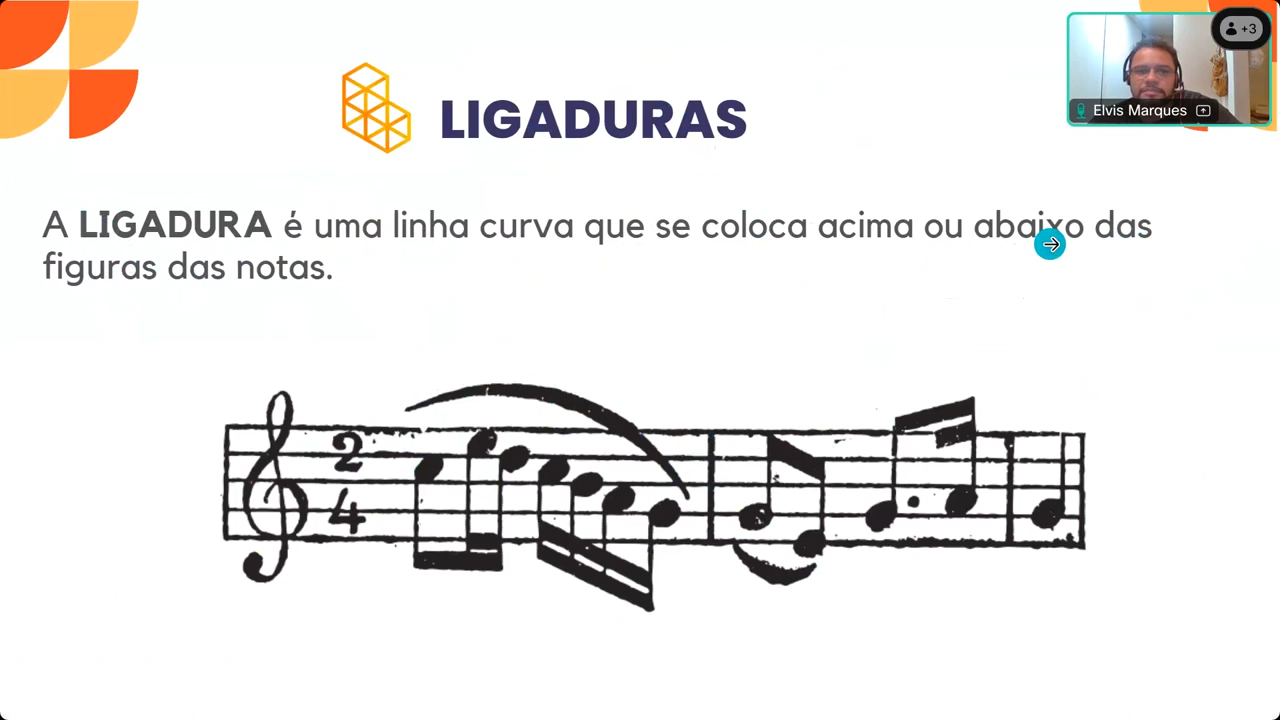 +3
Elvis Marques
LIGADURAS
A LIGADURA é uma linha curva que se coloca acima ou abaixo das
figuras das notas.
2
4